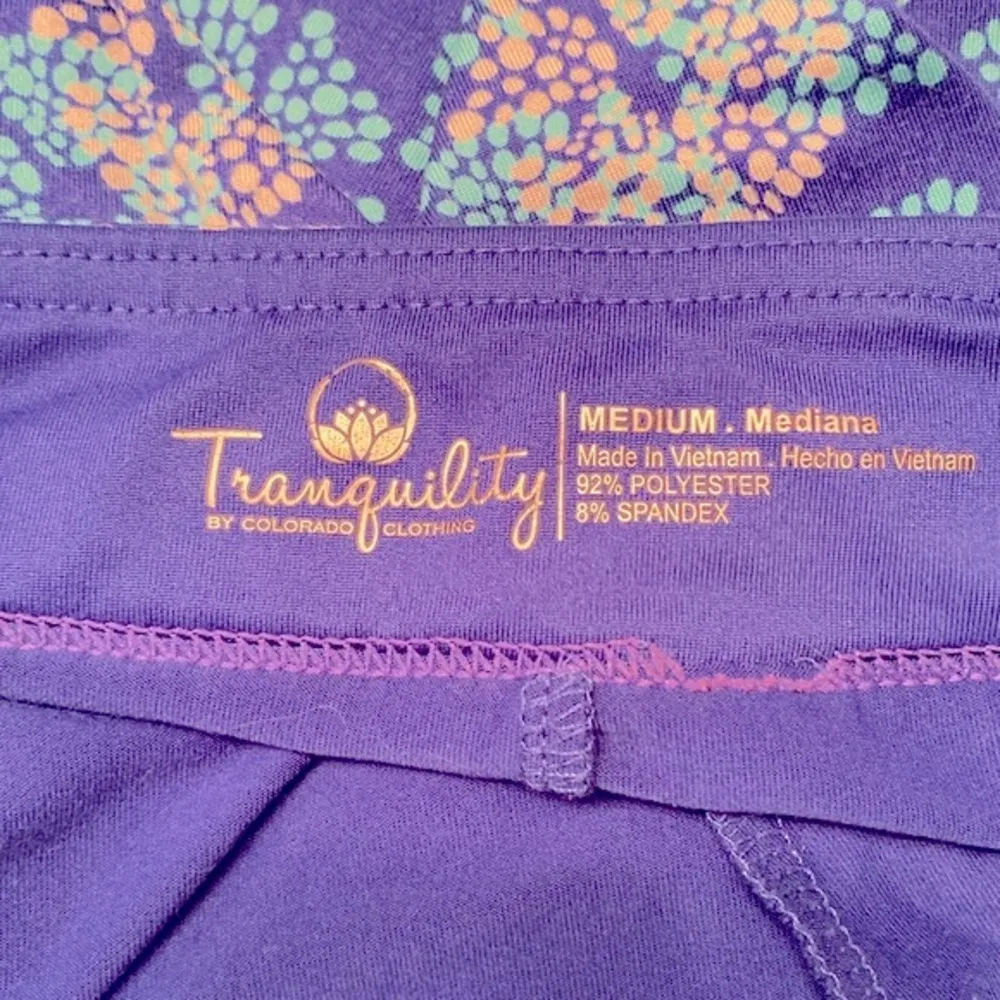 Tranquility
BY COLORADO CLOTHING
MEDIUM . Mediana
Made In Vietnam . Hecho en Vietnam
92% POLYESTER
8% SPANDEX